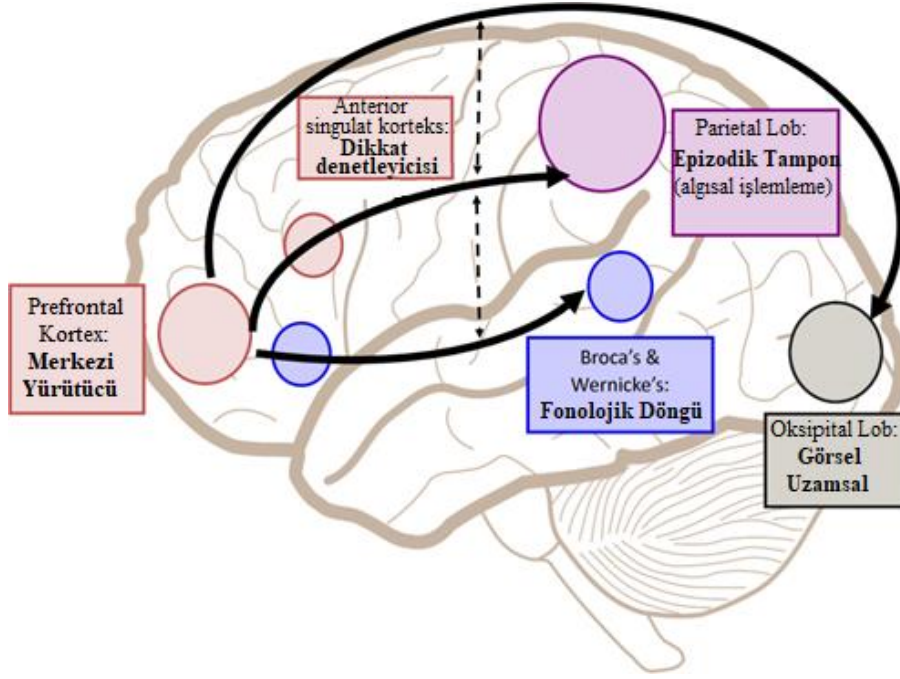 Anterior
singulat korteks:
Dikkat
denetleyicisi
Parietal Lob:
Epizodik Tampon
(algısal işlemleme)
Prefrontal
Kortex:
Merkezi
Yürütücü
Broca's &
Wernicke's:
Fonolojik Döngü
Oksipital Lob:
Görsel
Uzamsal